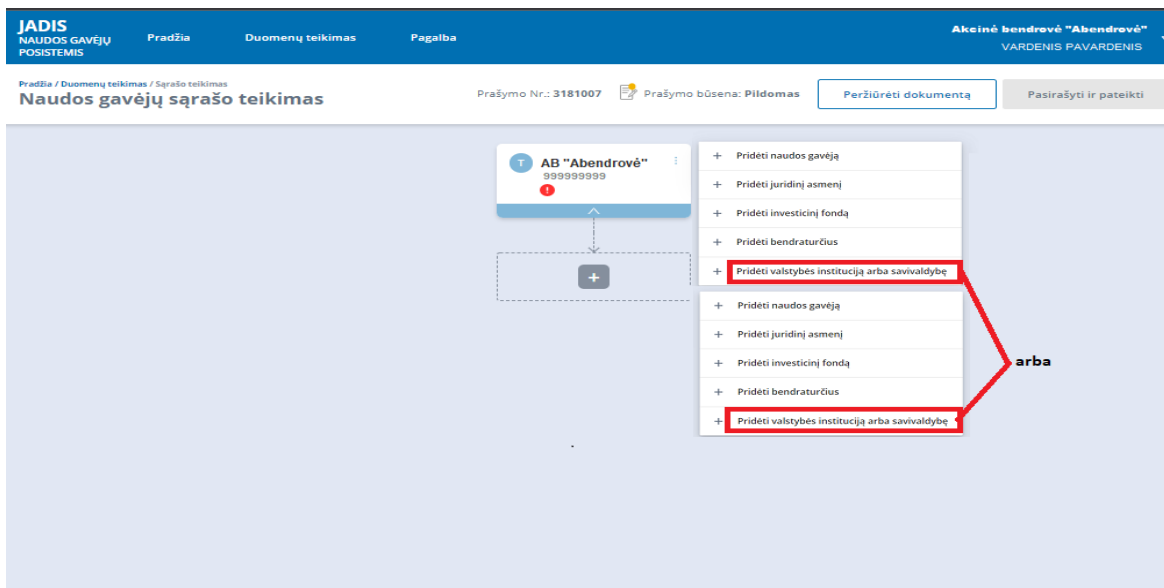 JADIS
NAUDOS GAVĖJŲ
POSISTEMIS
Pradžia
Duomenų teikimas
Pagalba
Akcinė bendrovė "Abendrovė"
VARDENIS PAVARDENIS
Pradžia / Duomenų teikimas / Sąrašo teikimas
Naudos gavėjų sąrašo teikimas
Prašymo Nr.: 3181007
Prašymo būsena: Pildomas
Peržiūrėti dokumentą
Pasirašyti ir pateikti
T
AB "Abendrovė"
999999999
!
+ Pridėti naudos gavėją
+ Pridėti juridinį asmenį
+ Pridėti investicinį fondą
+ Pridėti bendraturčius
+ Pridėti valstybės instituciją arba savivaldybę
+
+ Pridėti naudos gavėją
+ Pridėti juridinį asmenį
+ Pridėti investicinį fondą
+ Pridėti bendraturčius
+ Pridėti valstybės instituciją arba savivaldybę
arba